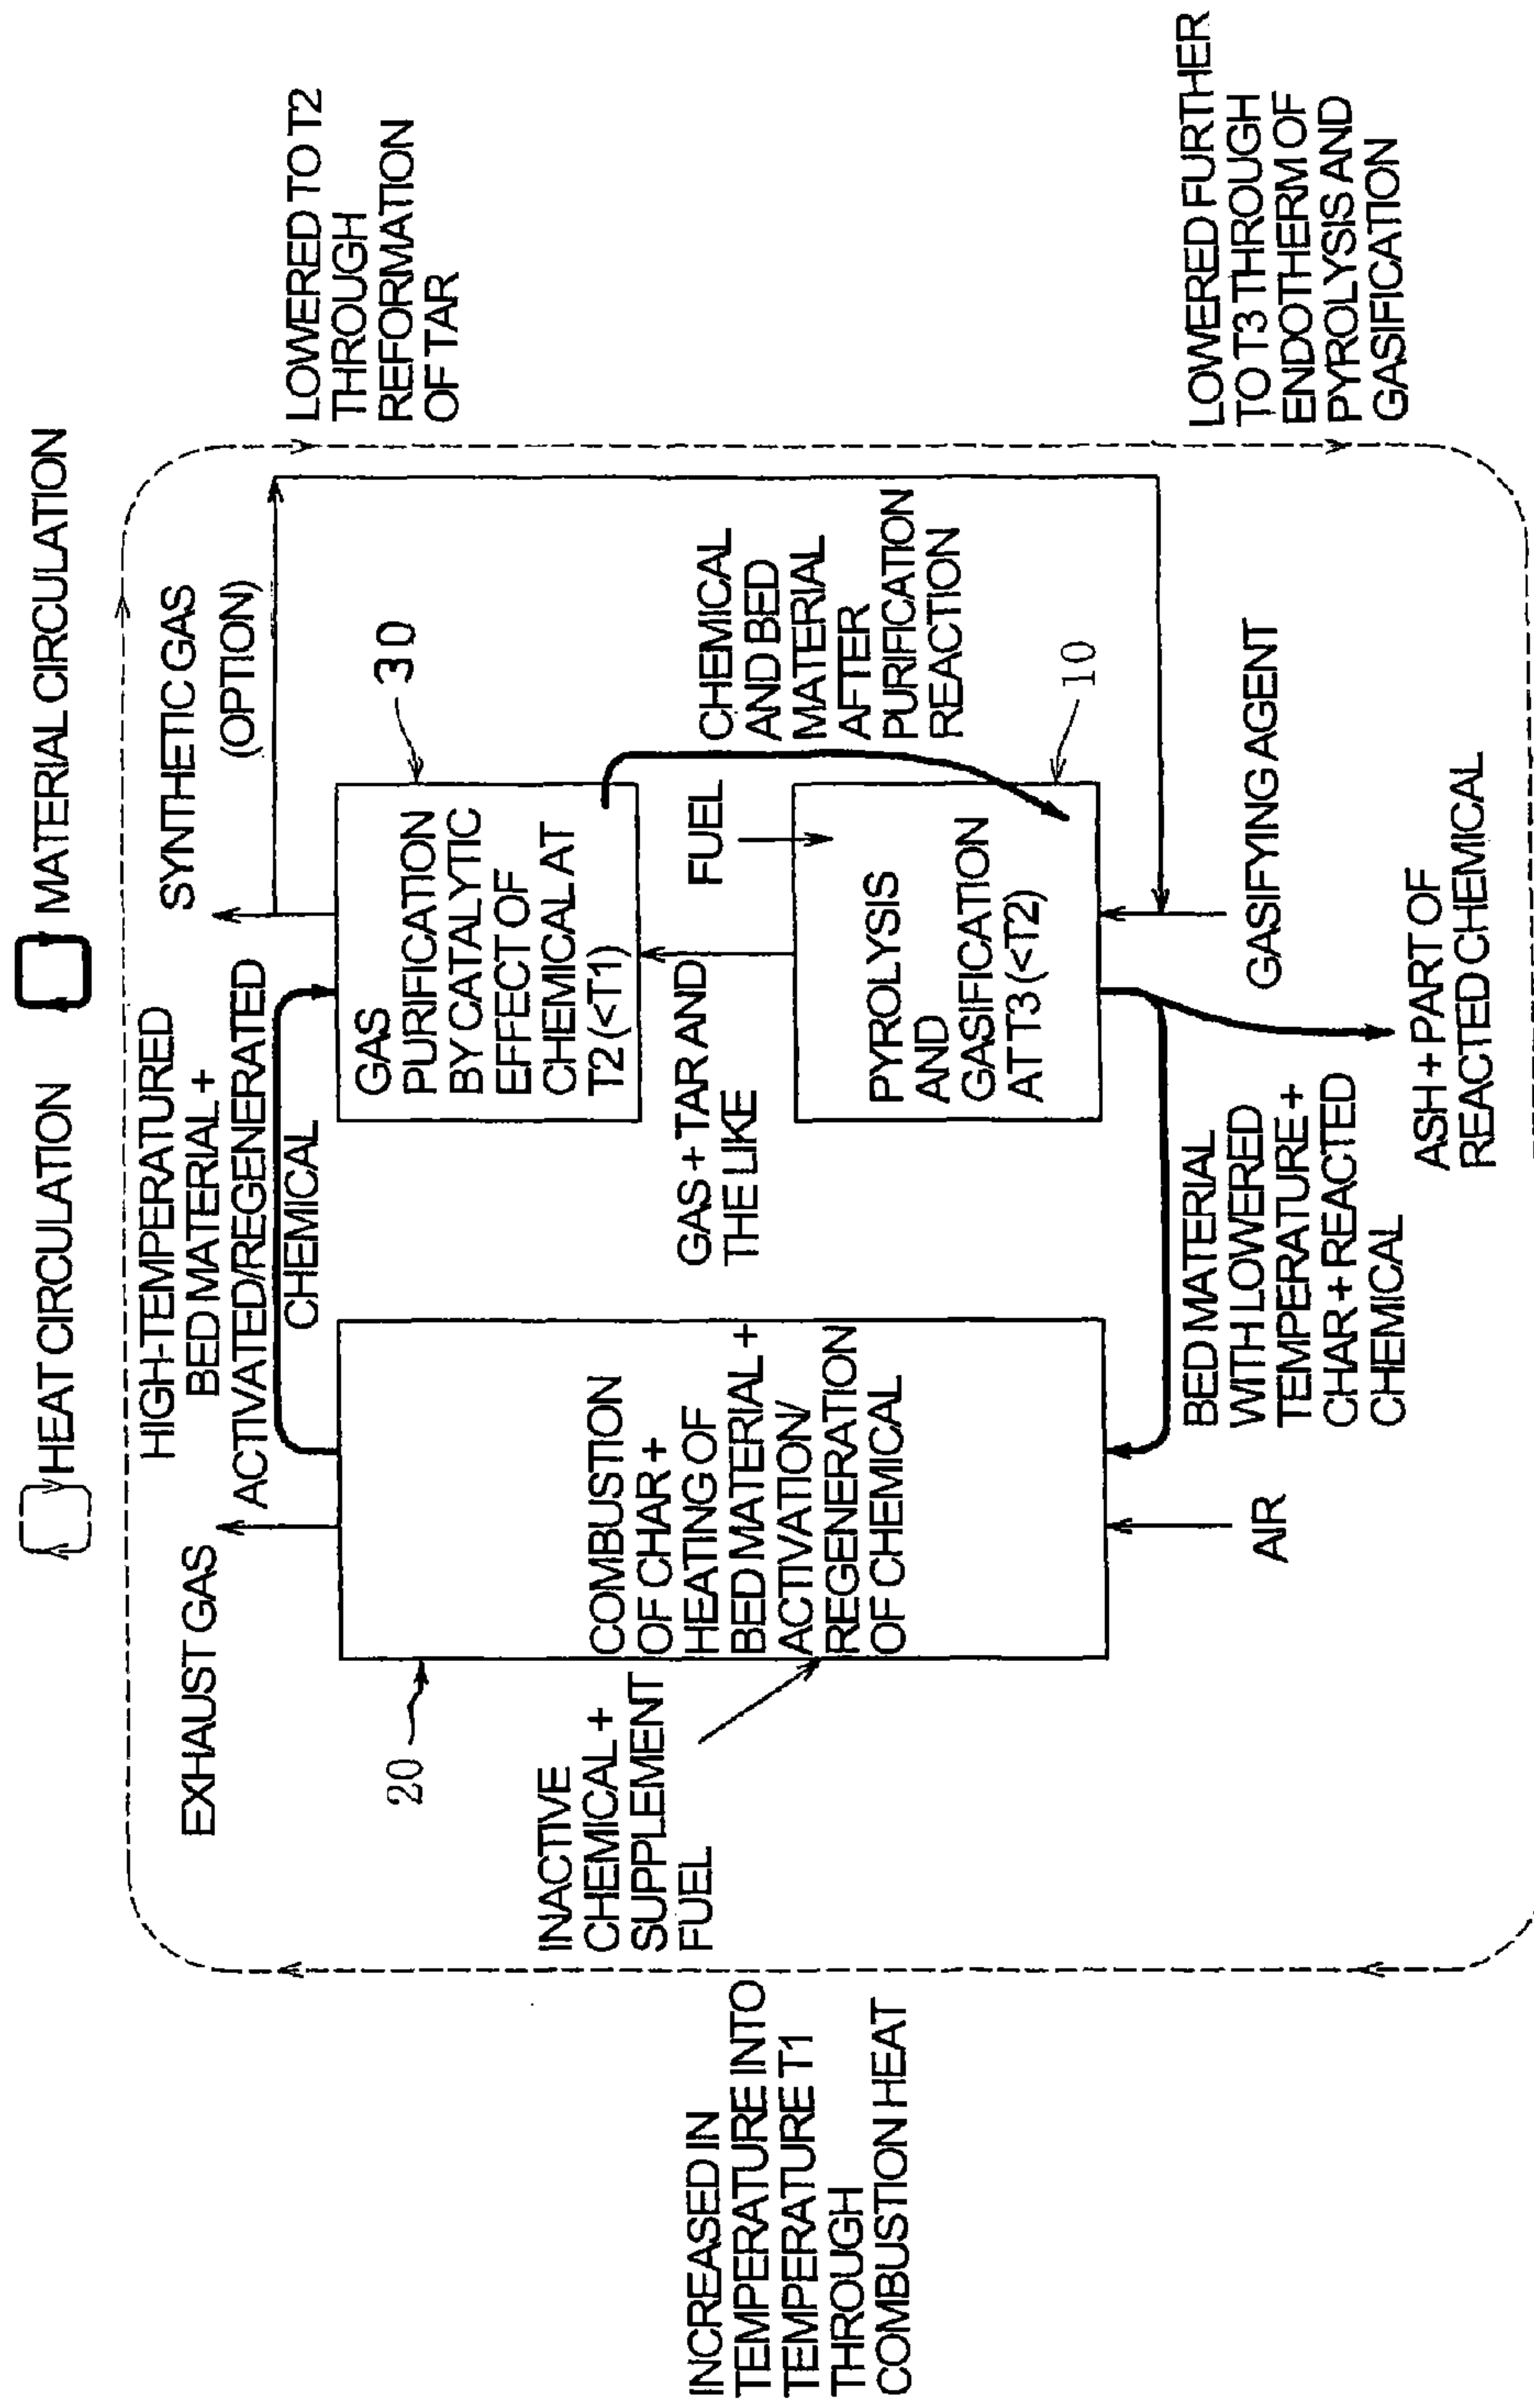 HEAT CIRCULATION
MATERIAL CIRCULATION
EXHAUST GAS
HIGH-TEMPERATURED
BED MATERIAL +
ACTIVATED/REGENERATED
CHEMICAL
SYNTHETIC GAS
(OPTION)
LOWERED TO T2
THROUGH
REFORMATION
OF TAR
20
30
GAS
PURIFICATION
BY CATALYTIC
EFFECT OF
CHEMICAL AT
T2 (<T1)
INACTIVE
CHEMICAL +
SUPPLEMENT
FUEL
COMBUSTION
OF CHAR +
HEATING OF
BED MATERIAL +
ACTIVATION/
REGENERATION
OF CHEMICAL
GAS + TAR AND
THE LIKE
FUEL
CHEMICAL
AND BED
MATERIAL
AFTER
PURIFICATION
REACTION
INCREASED IN
TEMPERATURE INTO
TEMPERATURE T1
THROUGH
COMBUSTION HEAT
PYROLYSIS
AND
GASIFICATION
AT T3 (<T2)
10
AIR
BED MATERIAL
WITH LOWERED
TEMPERATURE +
CHAR + REACTED
CHEMICAL
GASIFYING AGENT
ASH + PART OF
REACTED CHEMICAL
LOWERED FURTHER
TO T3 THROUGH
ENDOTHERM OF
PYROLYSIS AND
GASIFICATION